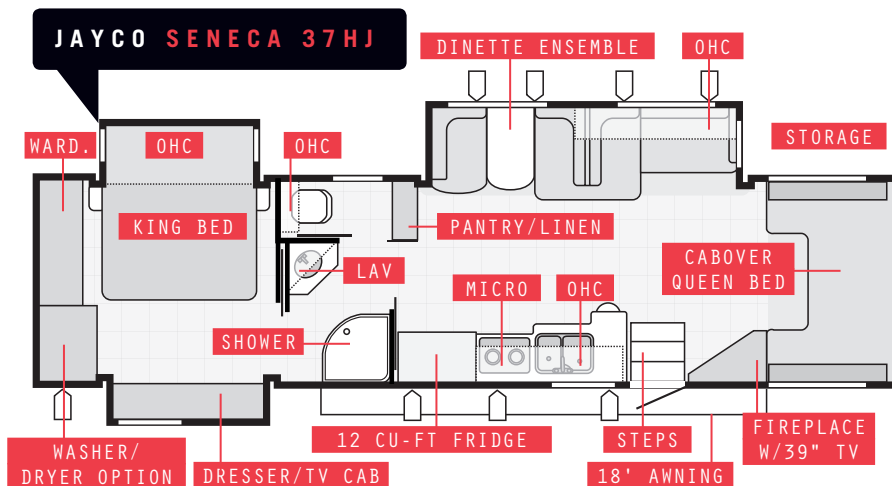 JAYCO SENECA 37HJ
DINETTE ENSEMBLE
OHC
WARD.
OHC
OHC
STORAGE
KING BED
PANTRY/LINEN
LAV
MICRO
OHC
CABOVER
QUEEN BED
SHOWER
WASHER/
DRYER OPTION
DRESSER/TV CAB
12 CU-FT FRIDGE
STEPS
18' AWNING
FIREPLACE
W/39" TV